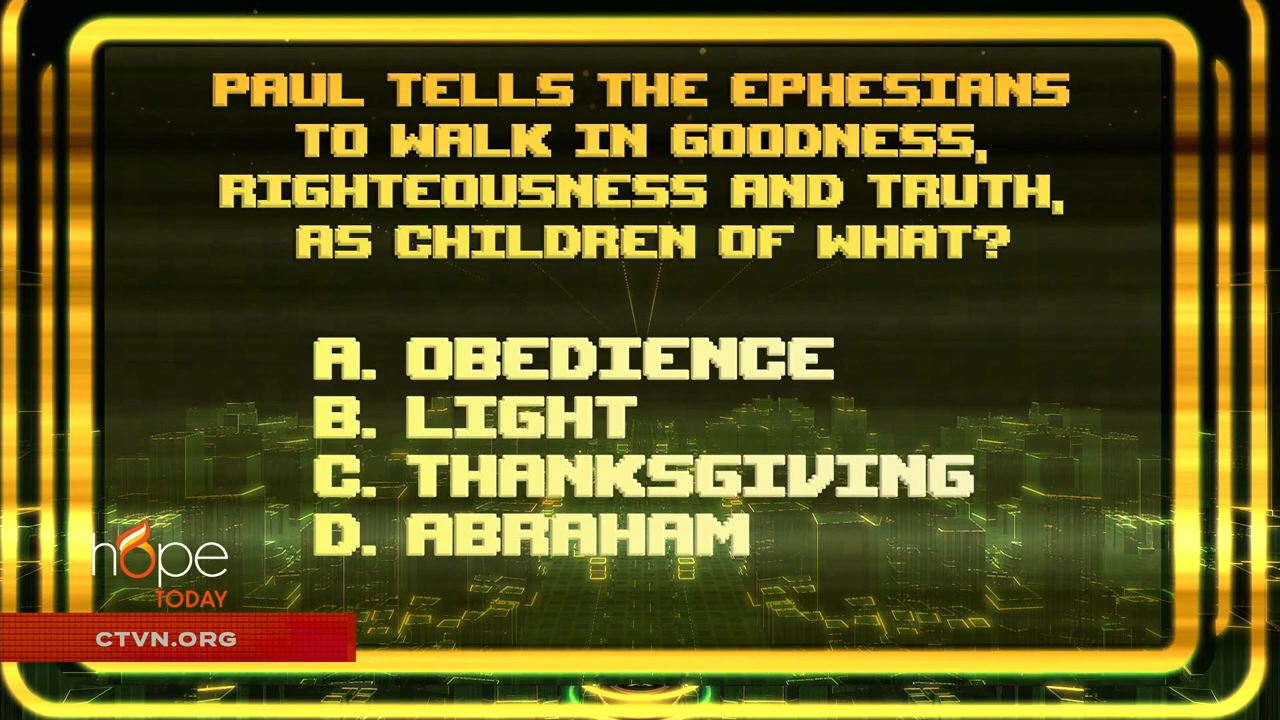 PAUL TELLS THE EPHESIANS
TO WALK IN GOODNESS,
RIGHTEOUSNESS AND TRUTH,
AS CHILDREN OF WHAT?
A. OBEDIENCE
B. LIGHT
C. THANKSGIVING
D. ABRAHAM
hope
TODAY
CTVN.ORG